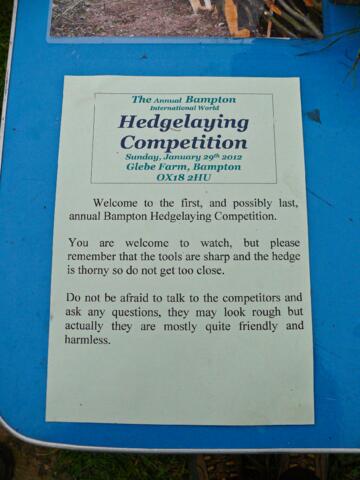 The Annual Bampton
International World
Hedgelaying
Competition
Sunday, January 29th 2012
Glebe Farm, Bampton
OX18 2HU
Welcome to the first, and possibly last,
annual Bampton Hedgelaying Competition.
You are welcome to watch, but please
remember that the tools are sharp and the hedge
is thorny so do not get too close.
Do not be afraid to talk to the competitors and
ask any questions, they may look rough but
actually they are mostly quite friendly and
harmless.